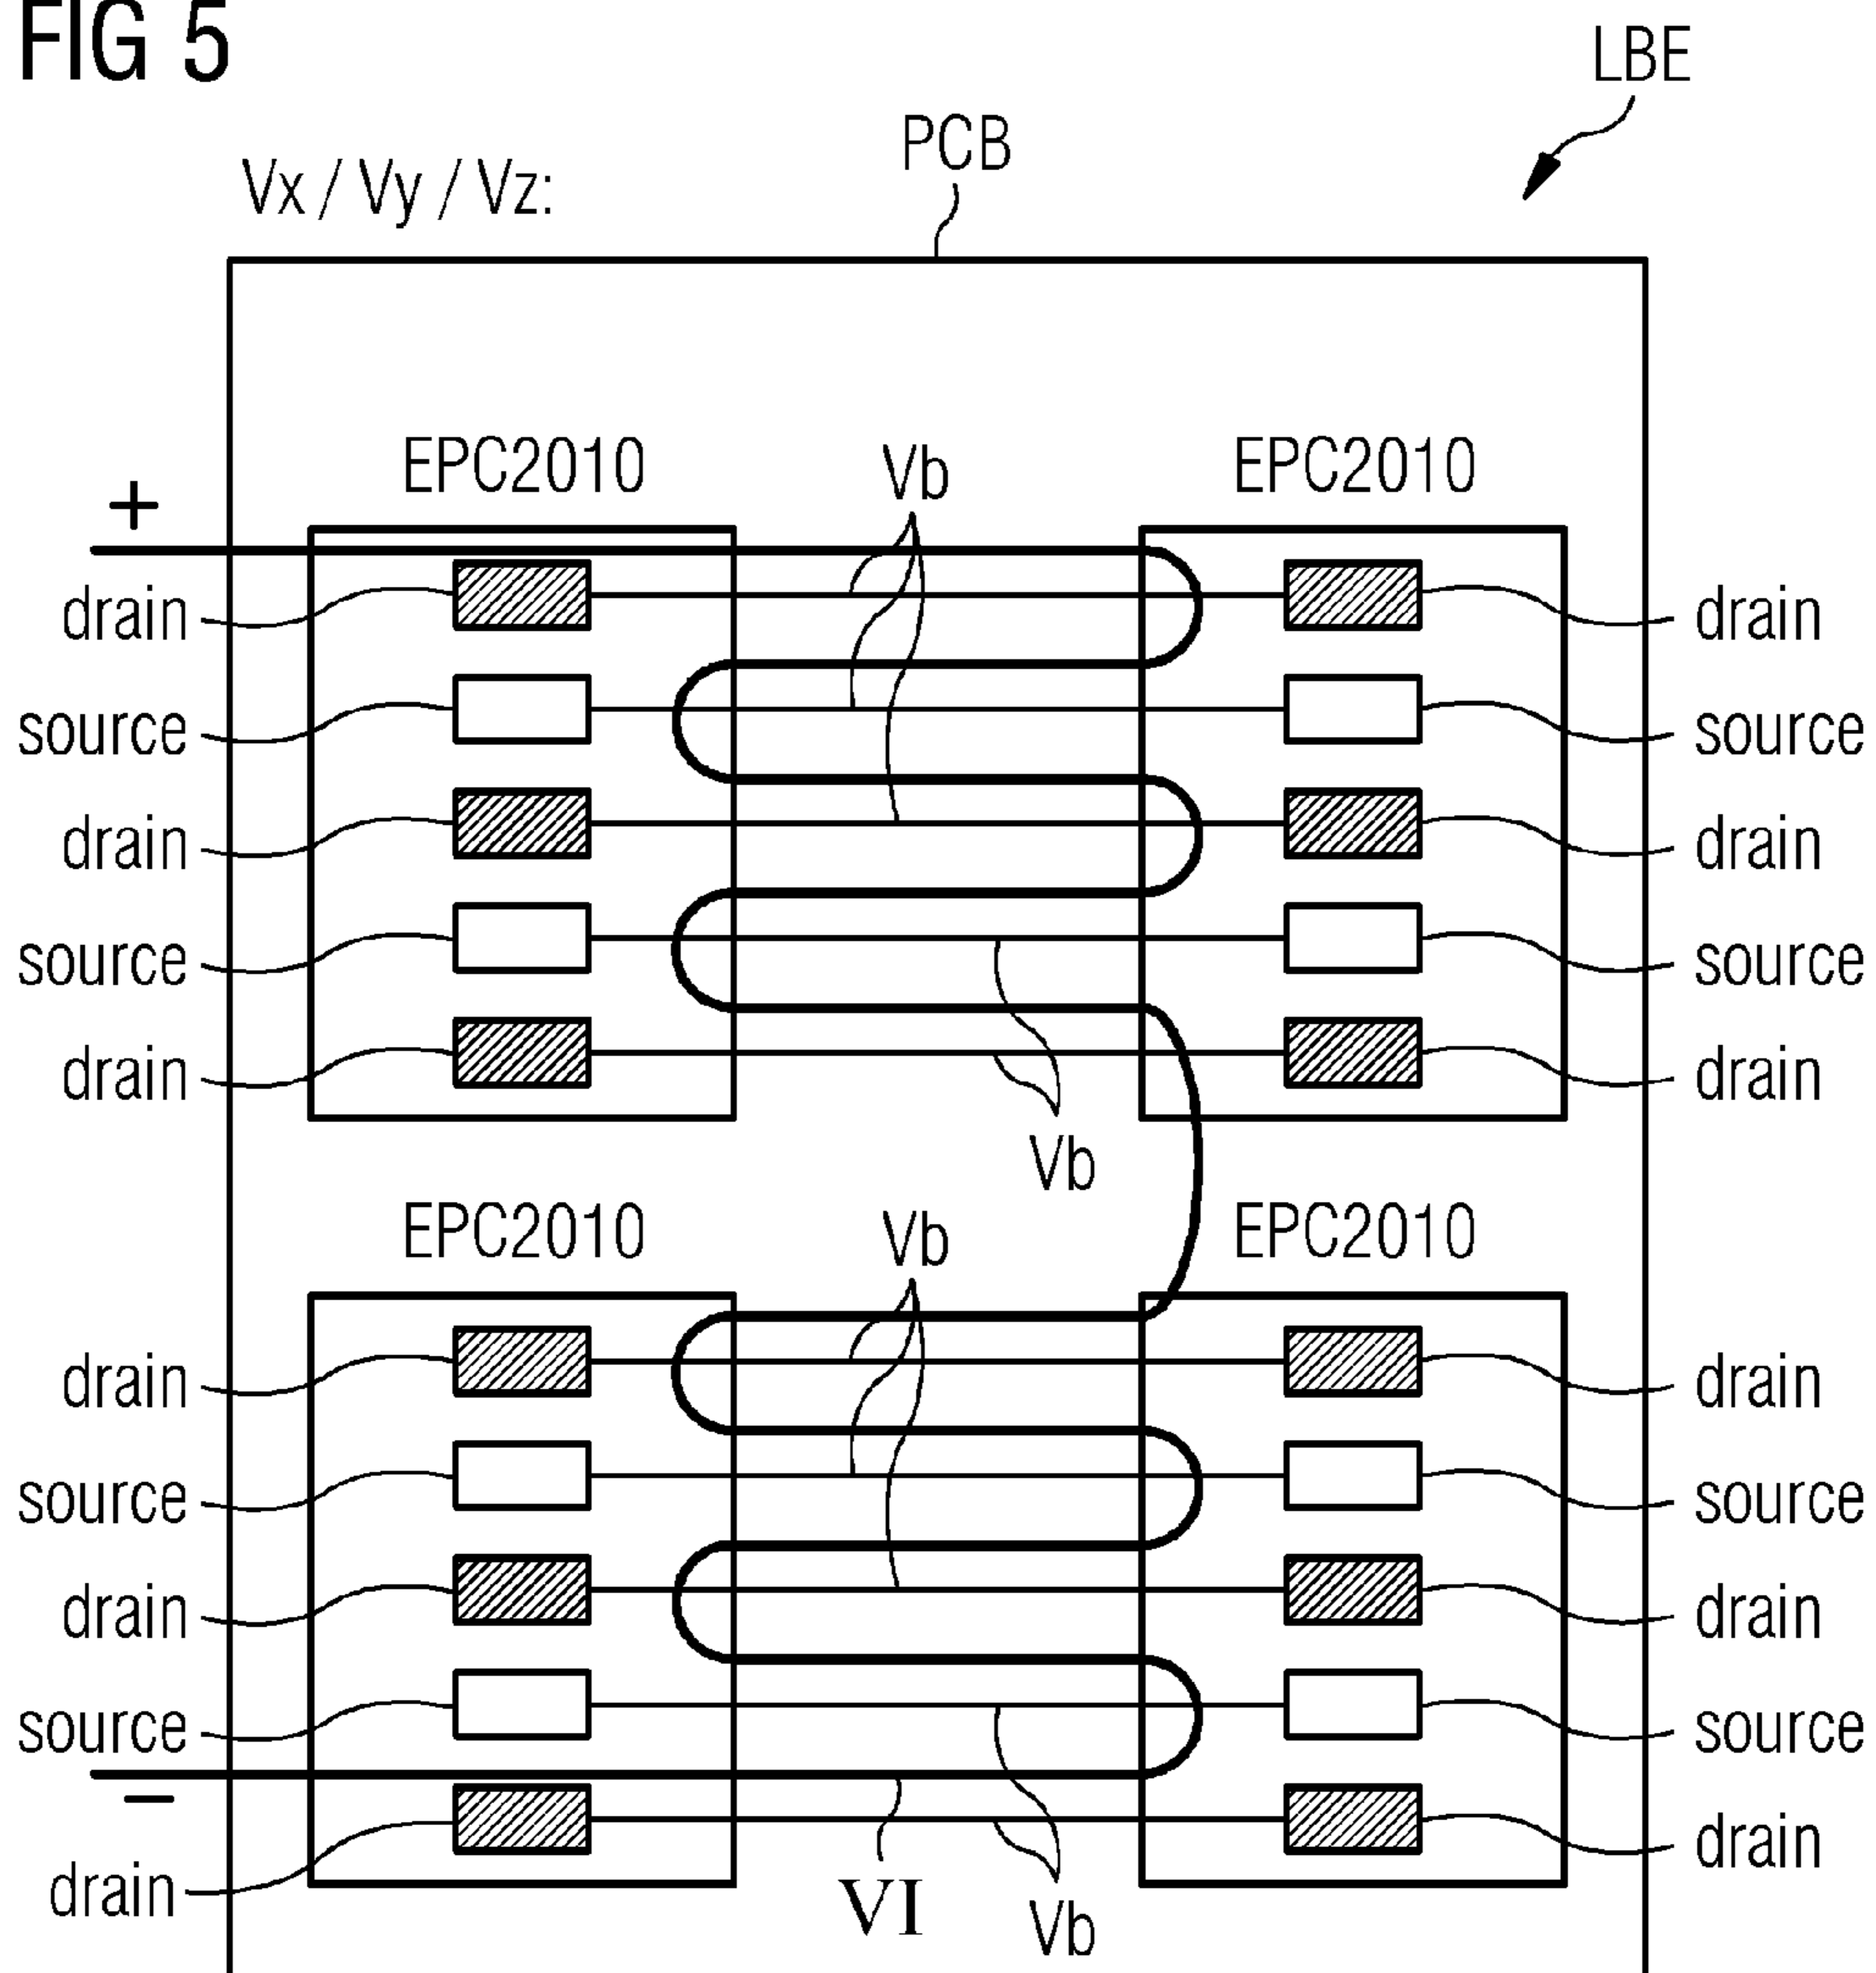 FIG 5
LBE
PCB
Vx / Vy / Vz:
EPC2010 Vb EPC2010
+
drain drain
source source
drain drain
source source
drain drain
Vb
EPC2010 Vb EPC2010
drain drain
source source
drain drain
source source
−
drain drain
VI Vb